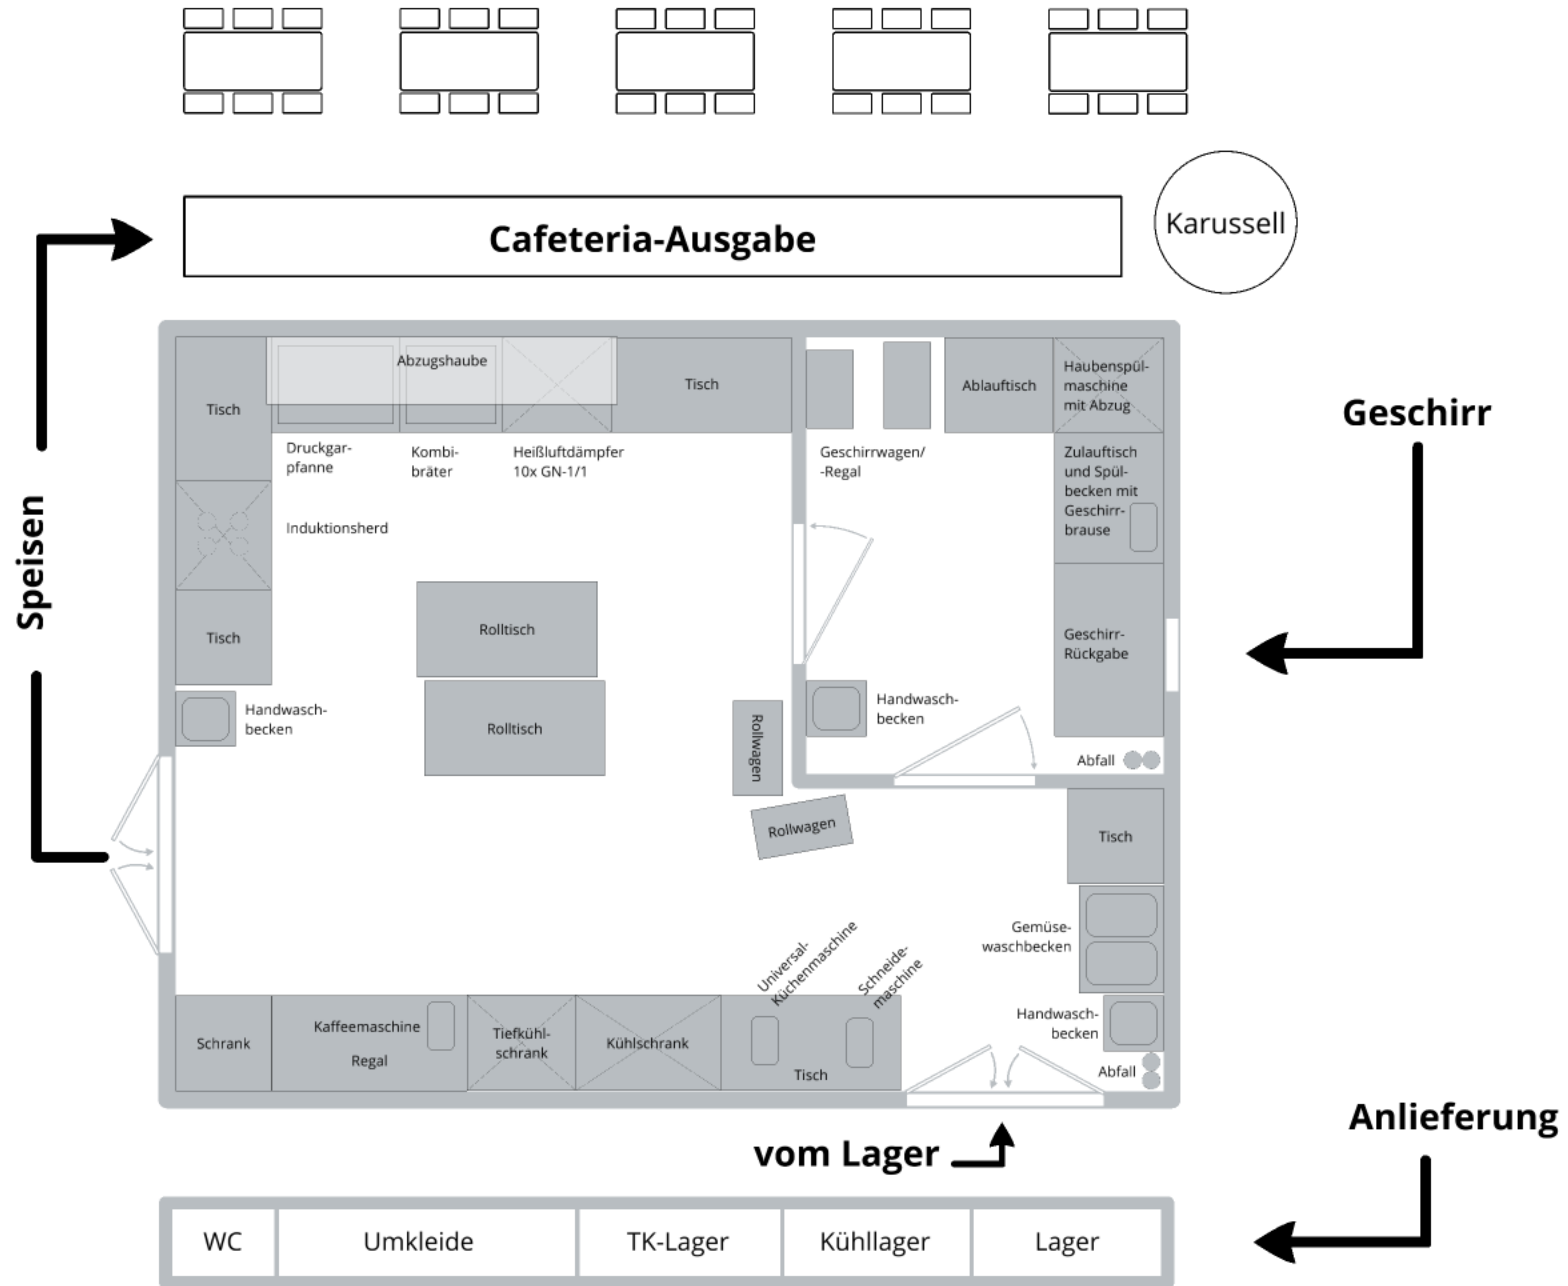 Cafeteria-Ausgabe
Karussell
Speisen
Geschirr
Abzugshaube
Tisch
Tisch
Druckgar-
pfanne
Kombi-
bräter
Heißluftdämpfer
10x GN-1/1
Induktionsherd
Tisch
Handwasch-
becken
Rolltisch
Rolltisch
Rollwagen
Rollwagen
Geschirrwagen/
-Regal
Ablauftisch
Haubenspül-
maschine
mit Abzug
Zulauftisch
und Spül-
becken mit
Geschirr-
brause
Geschirr-
Rückgabe
Handwasch-
becken
Abfall
Tisch
Gemüse-
waschbecken
Handwasch-
becken
Abfall
Universal-
Küchenmaschine
Schneide-
maschine
Schrank
Kaffeemaschine
Regal
Tiefkühl-
schrank
Kühlschrank
Tisch
vom Lager
Anlieferung
WC
Umkleide
TK-Lager
Kühllager
Lager